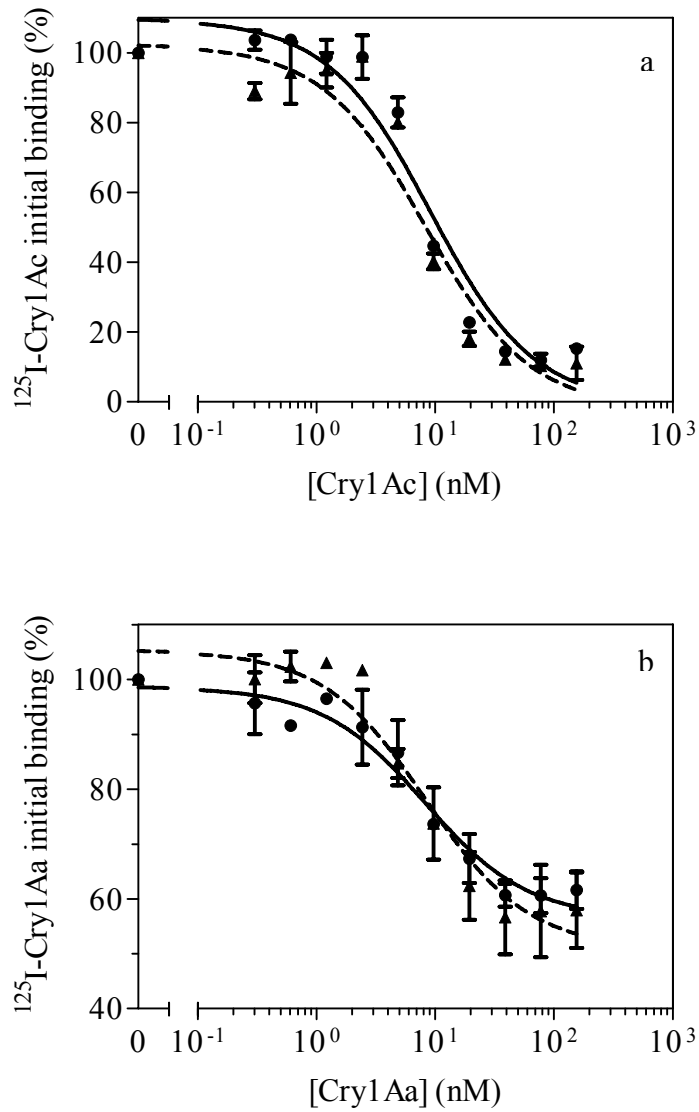 a
¹²⁵I-Cry1Ac initial binding (%)
100
80
60
40
20
0
0 10⁻¹ 10⁰ 10¹ 10² 10³
[Cry1Ac] (nM)
b
¹²⁵I-Cry1Aa initial binding (%)
100
80
60
40
0 10⁻¹ 10⁰ 10¹ 10² 10³
[Cry1Aa] (nM)